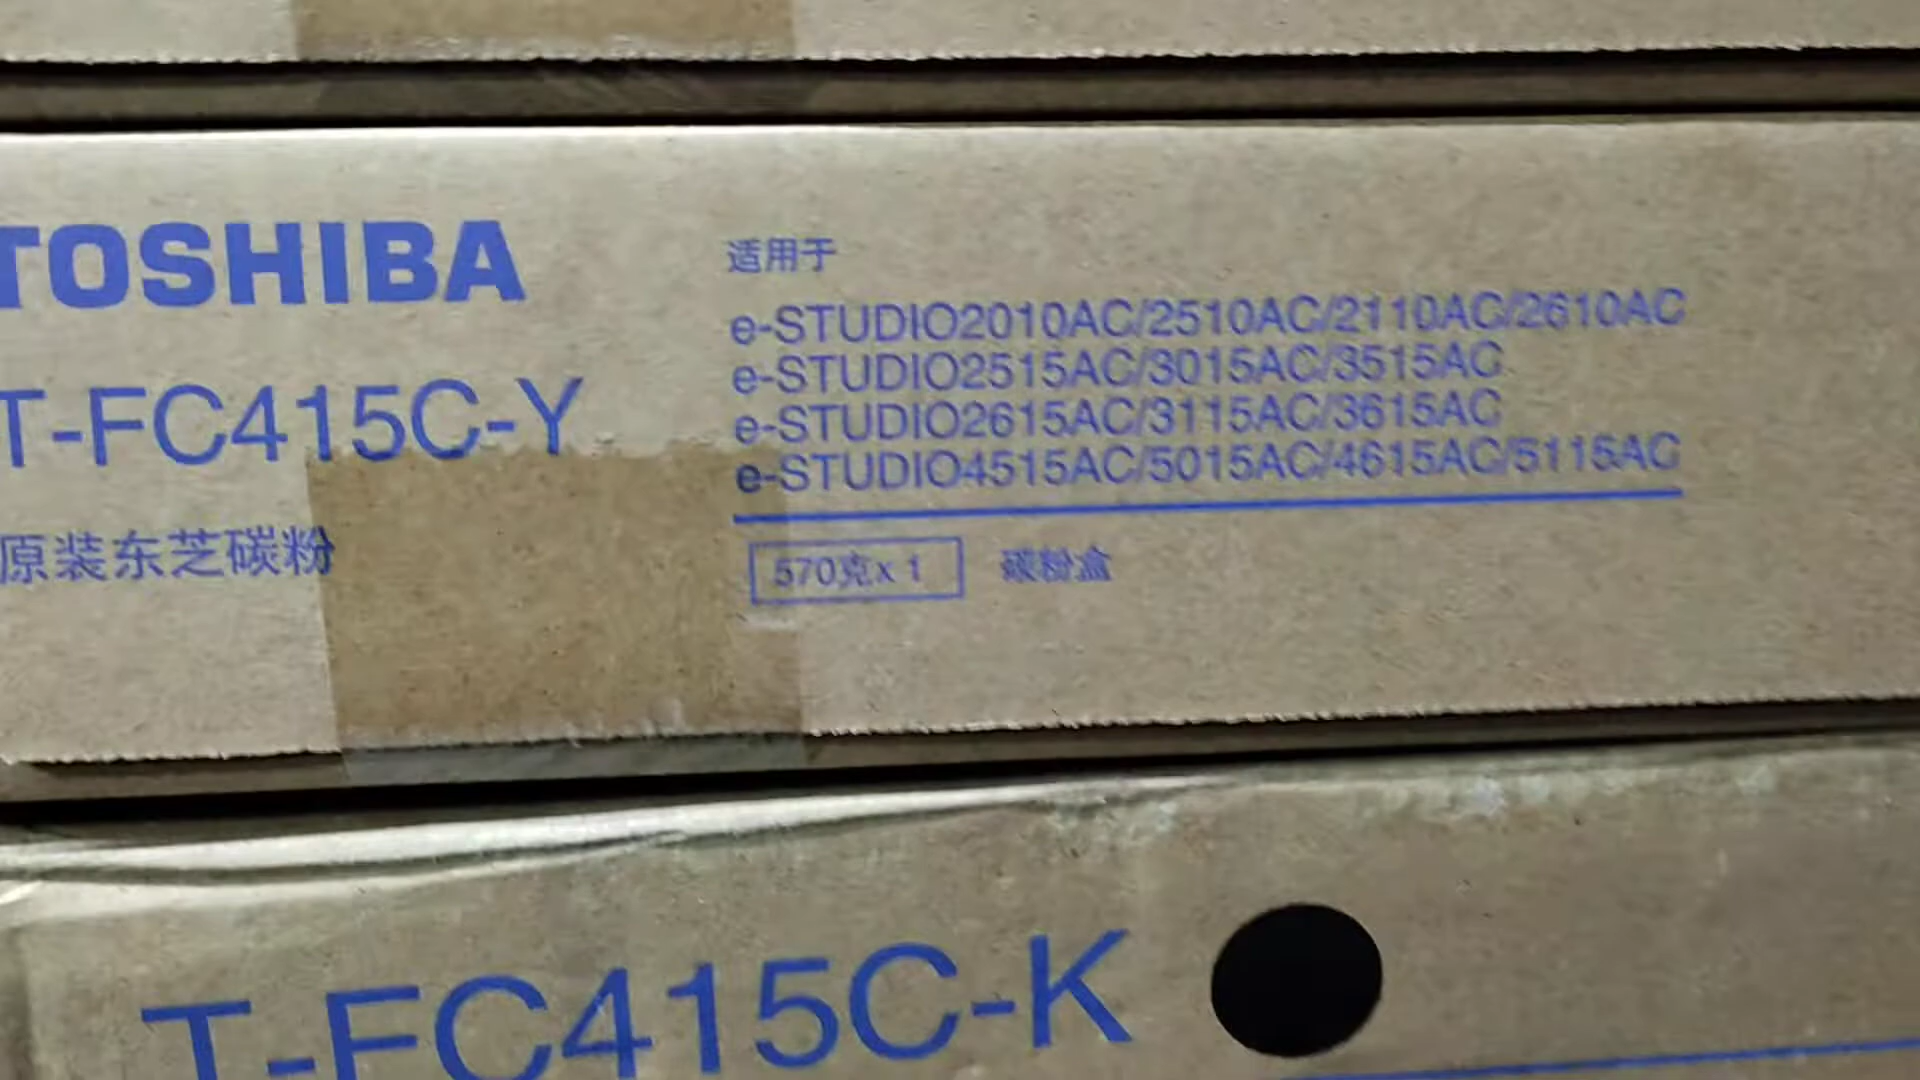 TOSHIBA
T-FC415C-Y
原装东芝碳粉
适用于
e-STUDIO2010AC/2510AC/2110AC/2610AC
e-STUDIO2515AC/3015AC/3515AC
e-STUDIO2615AC/3115AC/3615AC
e-STUDIO4515AC/5015AC/4615AC/5115AC
570克x1
碳粉盒
T-FC415C-K